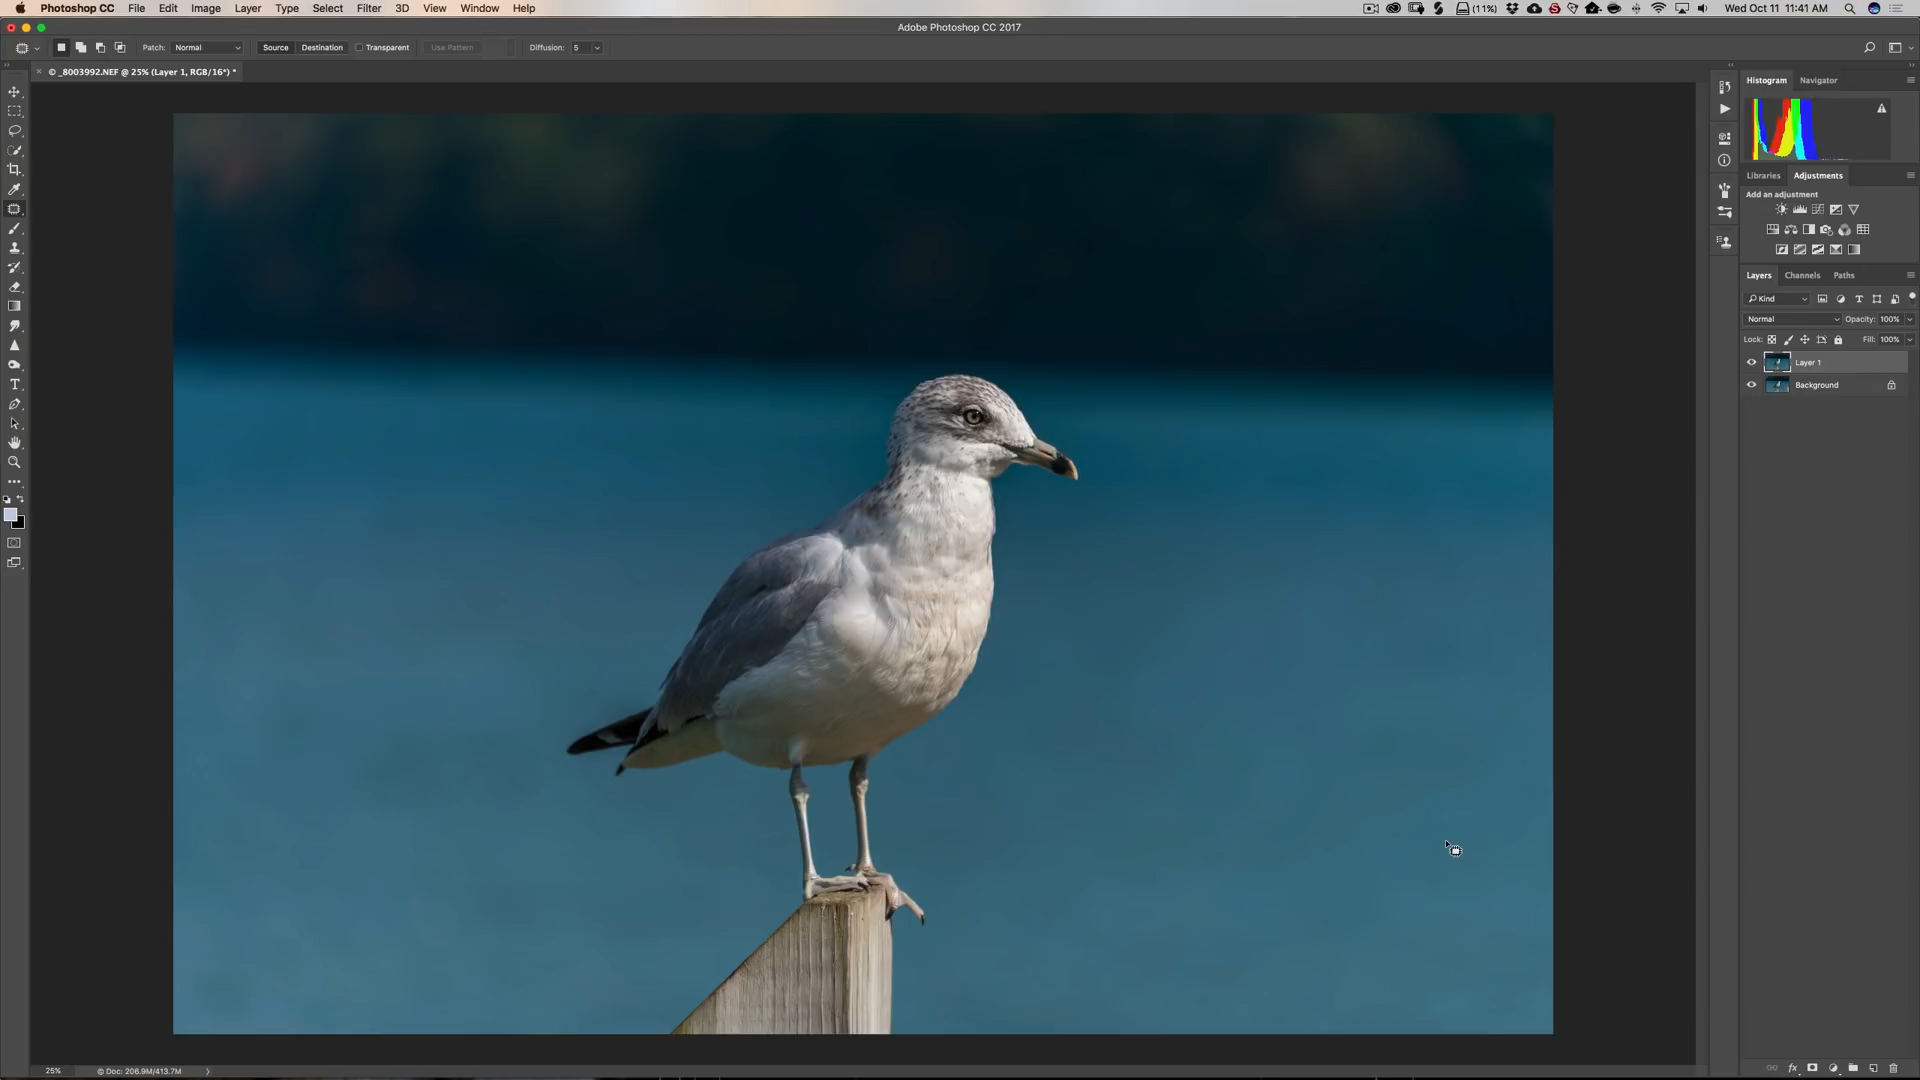 Photoshop CC File Edit Image Layer Type Select Filter 3D View Window Help (11%) Wed Oct 11 11:41 AM
Adobe Photoshop CC 2017
Patch: Normal Source Destination Transparent Use Pattern Diffusion: 5
× © _8003992.NEF @ 25% (Layer 1, RGB/16*) *
Histogram Navigator
Libraries Adjustments
Add an adjustment
Layers Channels Paths
Kind
Normal Opacity: 100%
Lock: Fill: 100%
Layer 1
Background
25% © Doc: 206.9M/413.7M